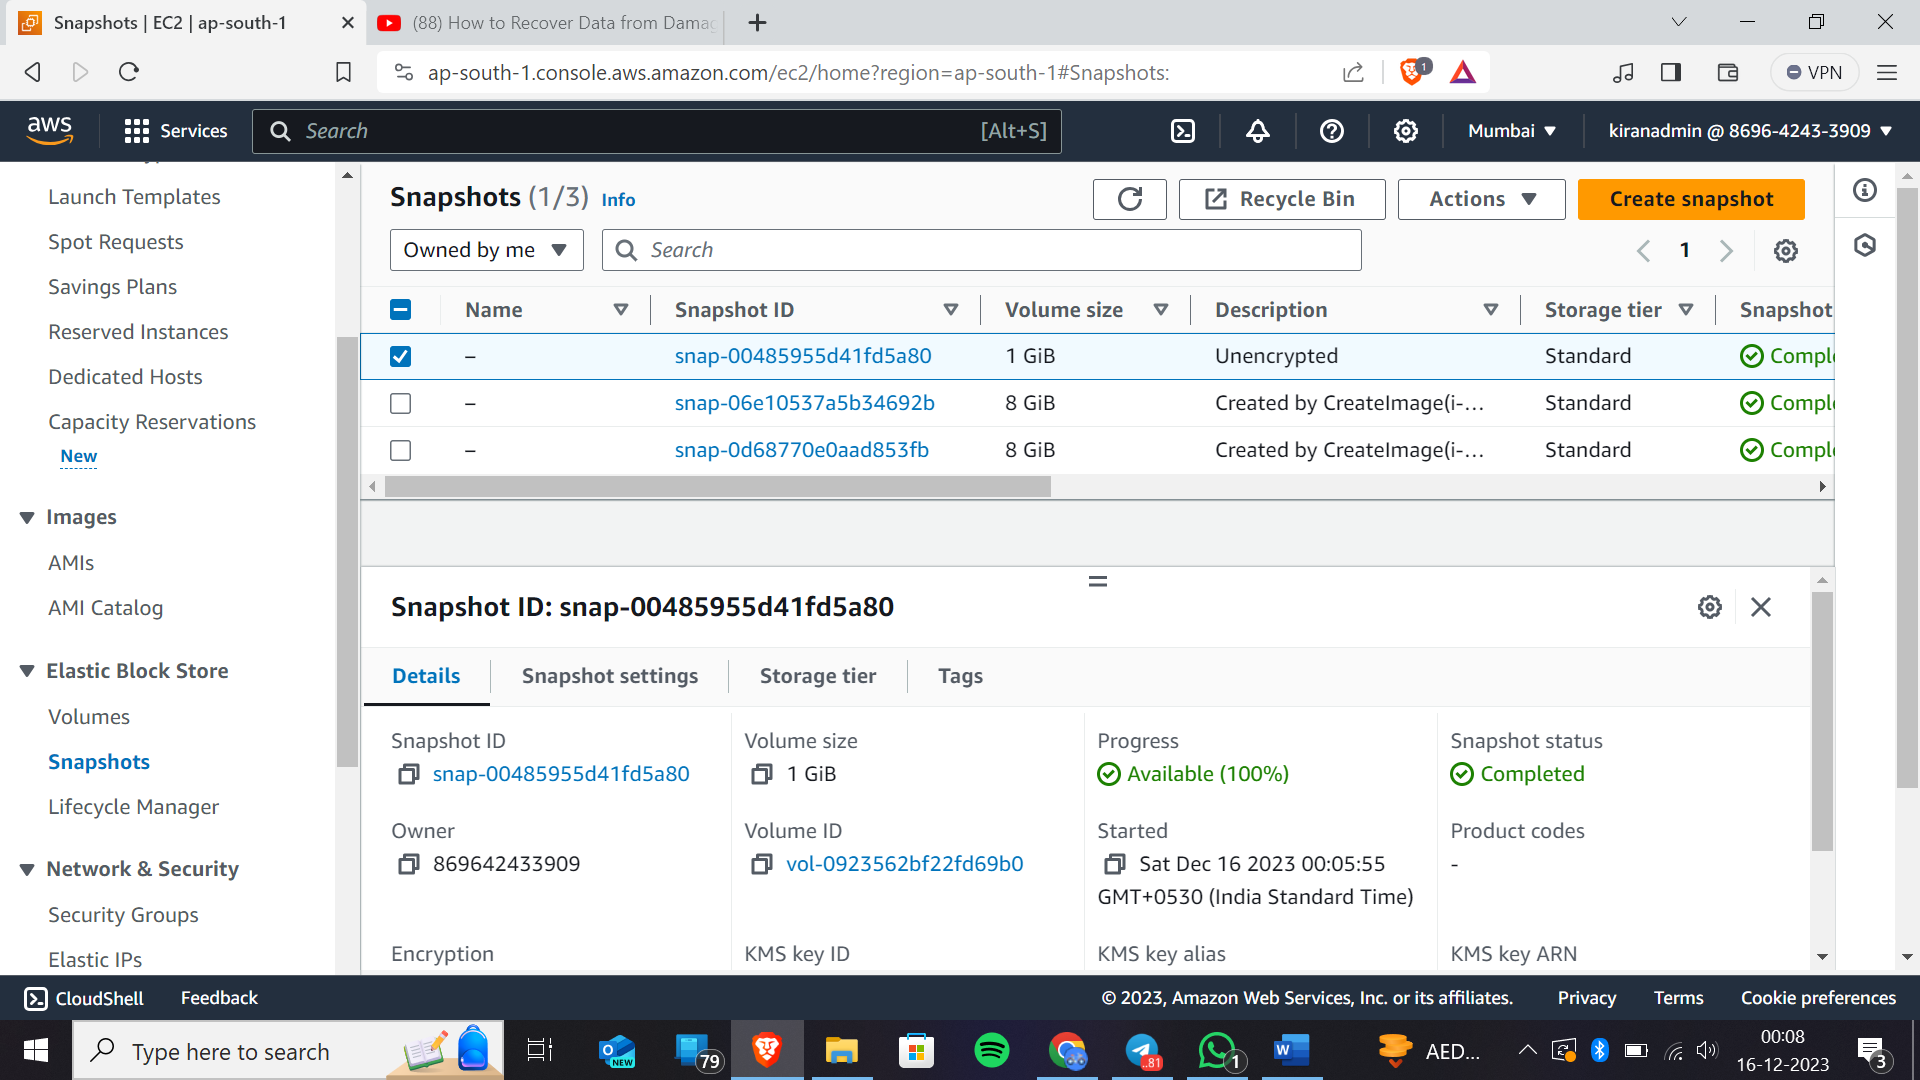 Snapshots | EC2 | ap-south-1
(88) How to Recover Data from Damag
ap-south-1.console.aws.amazon.com/ec2/home?region=ap-south-1#Snapshots:
1
VPN
aws
Services
Search
[Alt+S]
Mumbai
kiranadmin @ 8696-4243-3909
Launch Templates
Spot Requests
Savings Plans
Reserved Instances
Dedicated Hosts
Capacity Reservations
New
Images
AMIs
AMI Catalog
Elastic Block Store
Volumes
Snapshots
Lifecycle Manager
Network & Security
Security Groups
Elastic IPs
Snapshots (1/3) Info
Recycle Bin
Actions
Create snapshot
Owned by me
Search
1
Name Snapshot ID Volume size Description Storage tier Snapshot
– snap-00485955d41fd5a80 1 GiB Unencrypted Standard Comple
– snap-06e10537a5b34692b 8 GiB Created by CreateImage(i-... Standard Comple
– snap-0d68770e0aad853fb 8 GiB Created by CreateImage(i-... Standard Comple
Snapshot ID: snap-00485955d41fd5a80
Details Snapshot settings Storage tier Tags
Snapshot ID
snap-00485955d41fd5a80
Volume size
1 GiB
Progress
Available (100%)
Snapshot status
Completed
Owner
869642433909
Volume ID
vol-0923562bf22fd69b0
Started
Sat Dec 16 2023 00:05:55
GMT+0530 (India Standard Time)
Product codes
-
Encryption
KMS key ID
KMS key alias
KMS key ARN
CloudShell Feedback
© 2023, Amazon Web Services, Inc. or its affiliates. Privacy Terms Cookie preferences
Type here to search
NEW
79
..81
1
AED...
00:08
16-12-2023
3